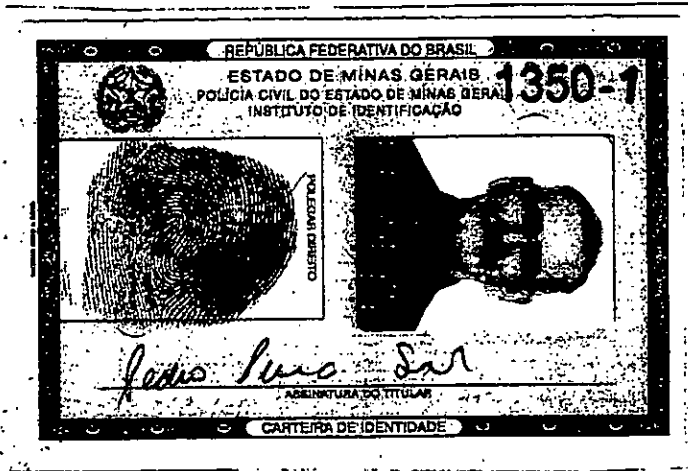 REPÚBLICA FEDERATIVA DO BRASIL
ESTADO DE MINAS GERAIS
1350-1
POLÍCIA CIVIL DO ESTADO DE MINAS GERA
INSTITUTO DE IDENTIFICAÇÃO
POLEGAR DIREITO
Pedro
ASSINATURA DO TITULAR
CARTEIRA DE IDENTIDADE